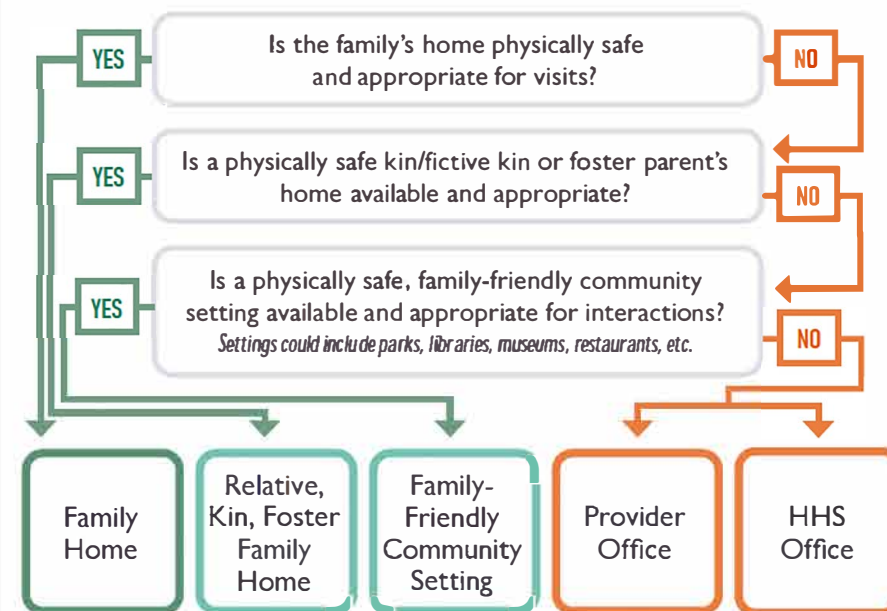 YES
Is the family's home physically safe
and appropriate for visits?
NO
YES
Is a physically safe kin/fictive kin or foster parent's
home available and appropriate?
NO
YES
Is a physically safe, family-friendly community
setting available and appropriate for interactions?
Settings could include parks, libraries, museums, restaurants, etc.
NO
Family
Home
Relative,
Kin, Foster
Family
Home
Family-
Friendly
Community
Setting
Provider
Office
HHS
Office